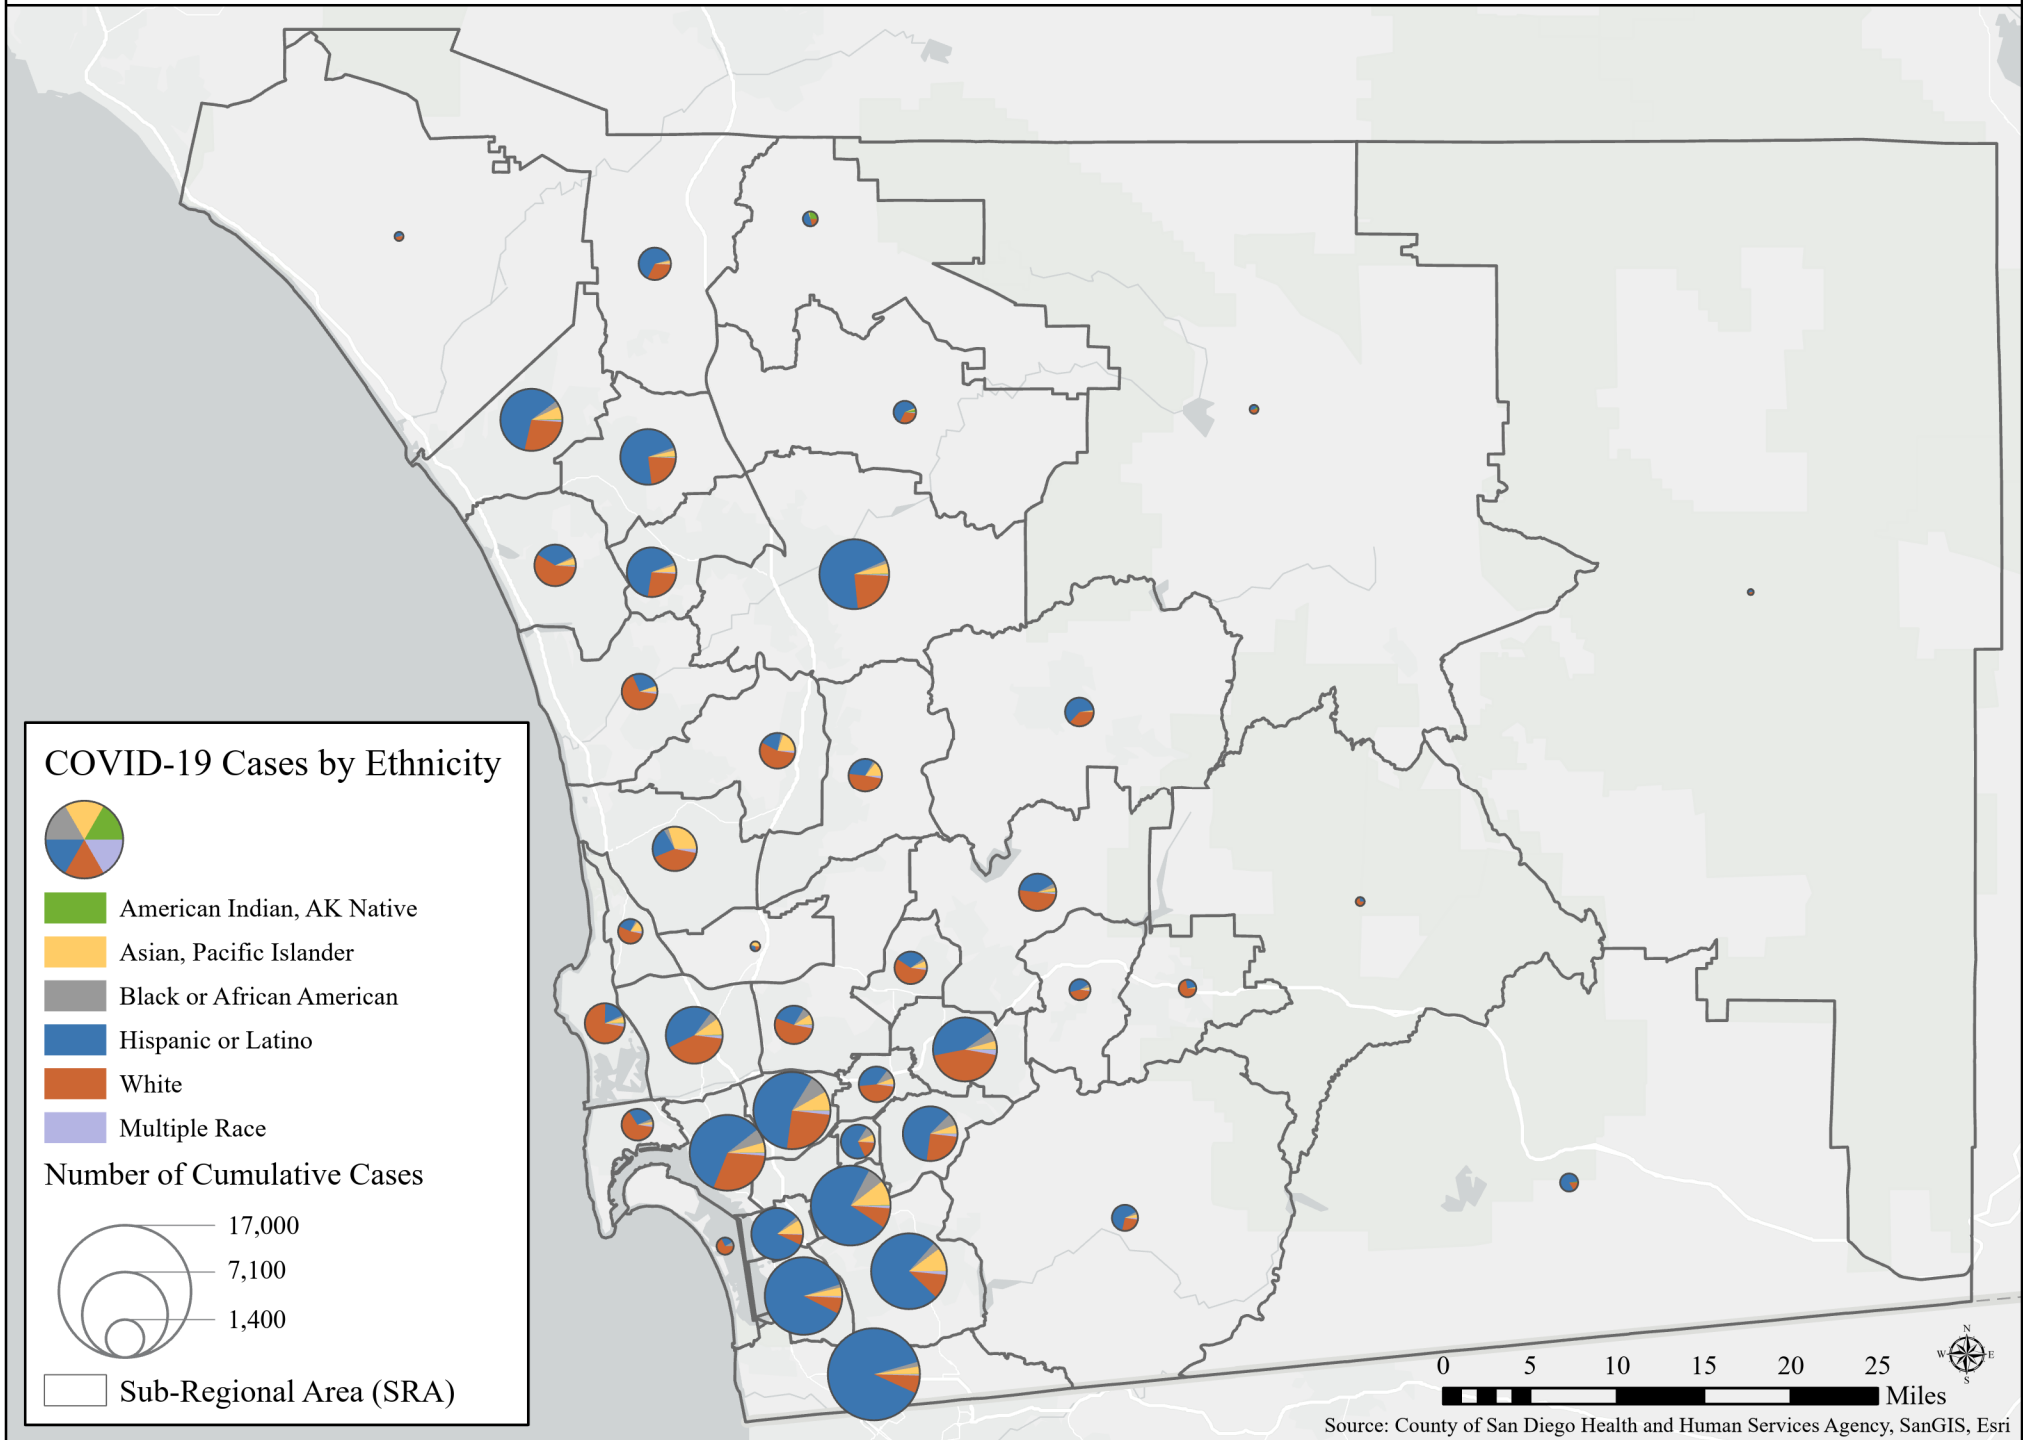 COVID-19 Cases by Ethnicity
American Indian, AK Native
Asian, Pacific Islander
Black or African American
Hispanic or Latino
White
Multiple Race
Number of Cumulative Cases
17,000
7,100
1,400
Sub-Regional Area (SRA)
N
W E
S
0 5 10 15 20 25
Miles
Source: County of San Diego Health and Human Services Agency, SanGIS, Esri